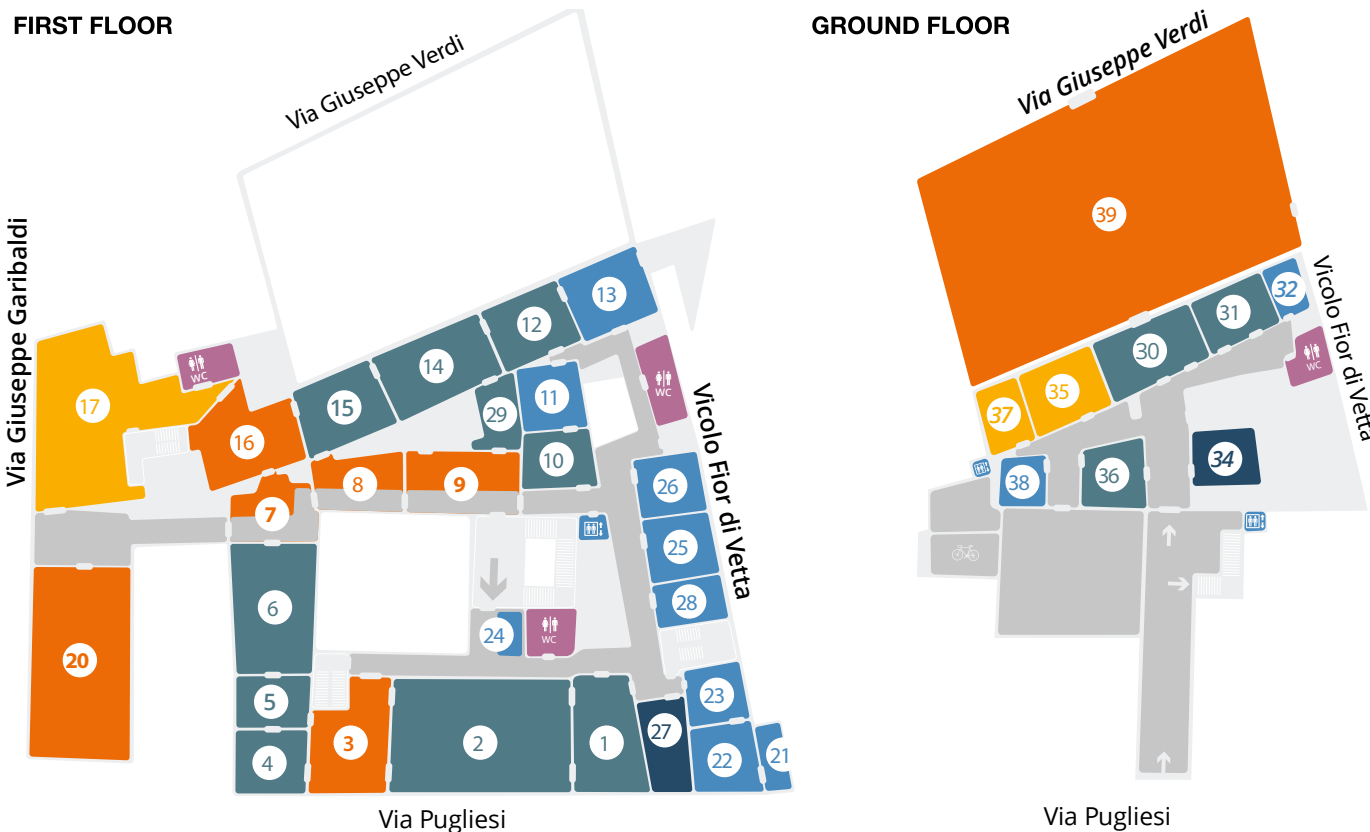 FIRST FLOOR
GROUND FLOOR
Via Giuseppe Verdi
Via Giuseppe Garibaldi
13
12
14
WC
17
15
11
29
WC
16
10
8
9
26
7
Vicolo Fior di Vetta
25
6
28
24
WC
20
5
23
3
2
1
27
22
21
4
Via Pugliesi
Via Giuseppe Verdi
39
32
31
30
Vicolo Fior di Vetta
WC
35
37
34
36
38
Via Pugliesi